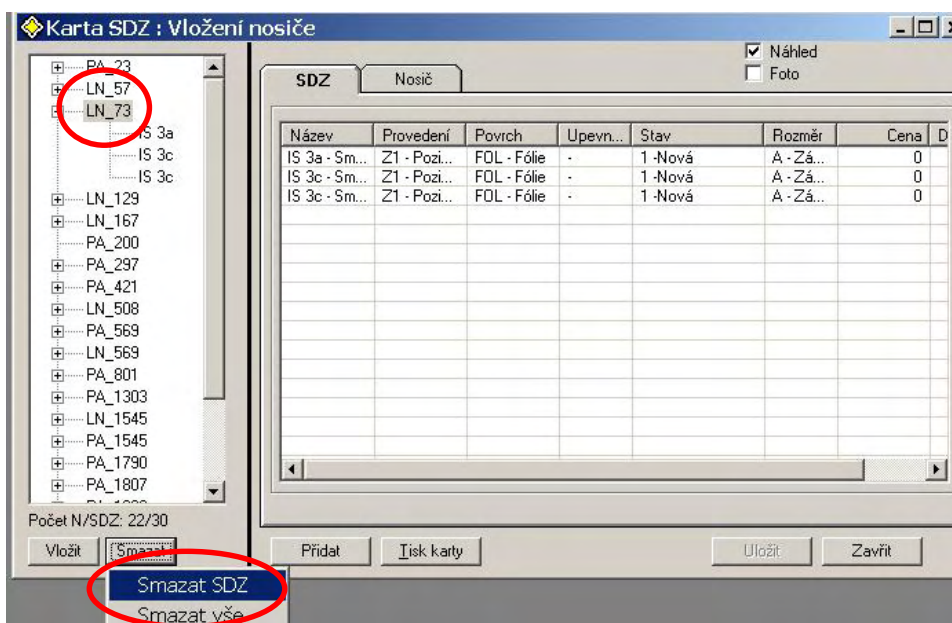 Karta SDZ : Vložení nosiče
PA_23
LN_57
LN_73
IS 3a
IS 3c
IS 3c
LN_129
LN_167
PA_200
PA_297
PA_421
LN_508
PA_569
LN_569
PA_801
PA_1303
LN_1545
PA_1545
PA_1790
PA_1807
Počet N/SDZ: 22/30
Vložit Smazat
Smazat SDZ
Smazat vše
Náhled
Foto
SDZ Nosič
Název Provedení Povrch Upevn... Stav Rozměr Cena D
IS 3a - Sm... Z1 - Pozi... FOL - Fólie - 1 -Nová A - Zá... 0
IS 3c - Sm... Z1 - Pozi... FOL - Fólie - 1 -Nová A - Zá... 0
IS 3c - Sm... Z1 - Pozi... FOL - Fólie - 1 -Nová A - Zá... 0
Přidat Tisk karty Uložit Zavřit